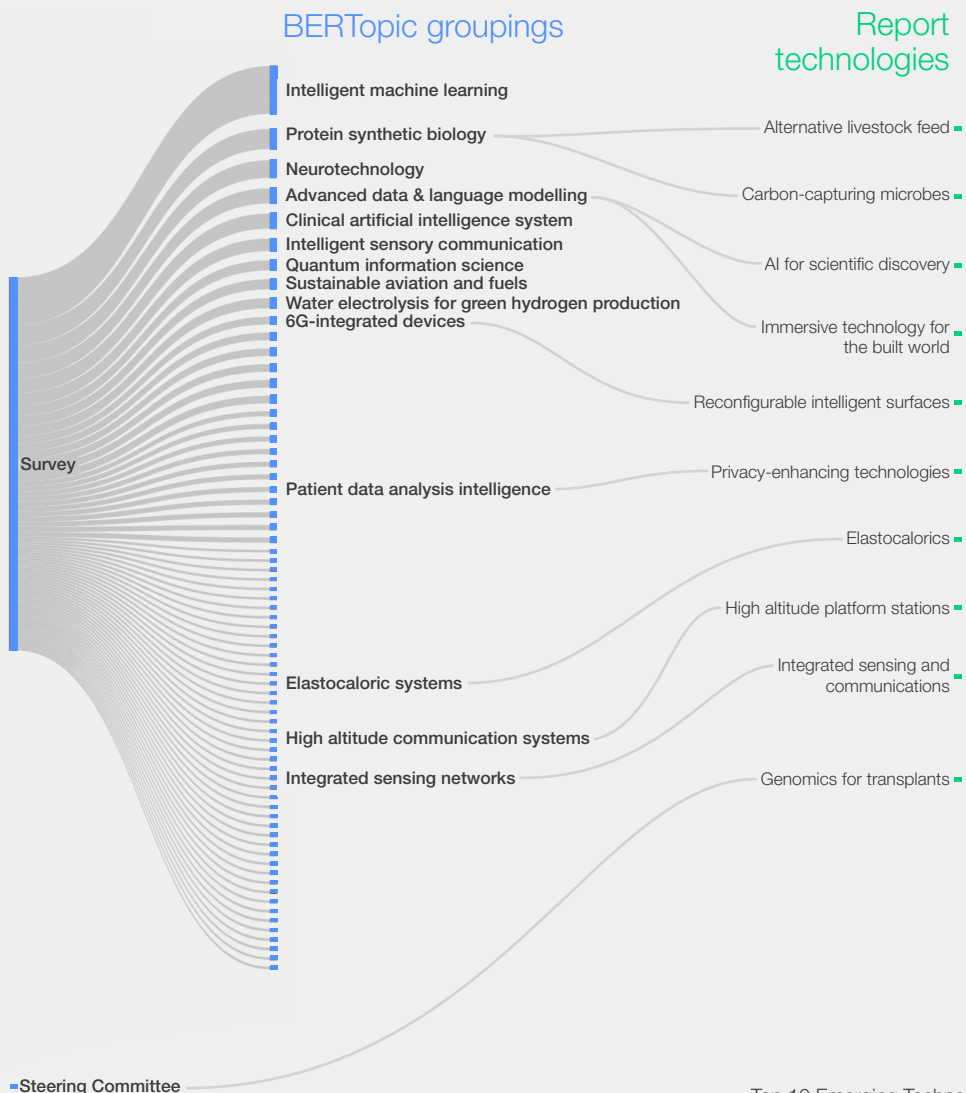 BERTopic groupings
Report
technologies
Intelligent machine learning
Protein synthetic biology
Neurotechnology
Advanced data & language modelling
Clinical artificial intelligence system
Intelligent sensory communication
Quantum information science
Sustainable aviation and fuels
Water electrolysis for green hydrogen production
6G-integrated devices
Survey
Patient data analysis intelligence
Elastocaloric systems
High altitude communication systems
Integrated sensing networks
Alternative livestock feed
Carbon-capturing microbes
AI for scientific discovery
Immersive technology for
the built world
Reconfigurable intelligent surfaces
Privacy-enhancing technologies
Elastocalorics
High altitude platform stations
Integrated sensing and
communications
Genomics for transplants
Steering Committee